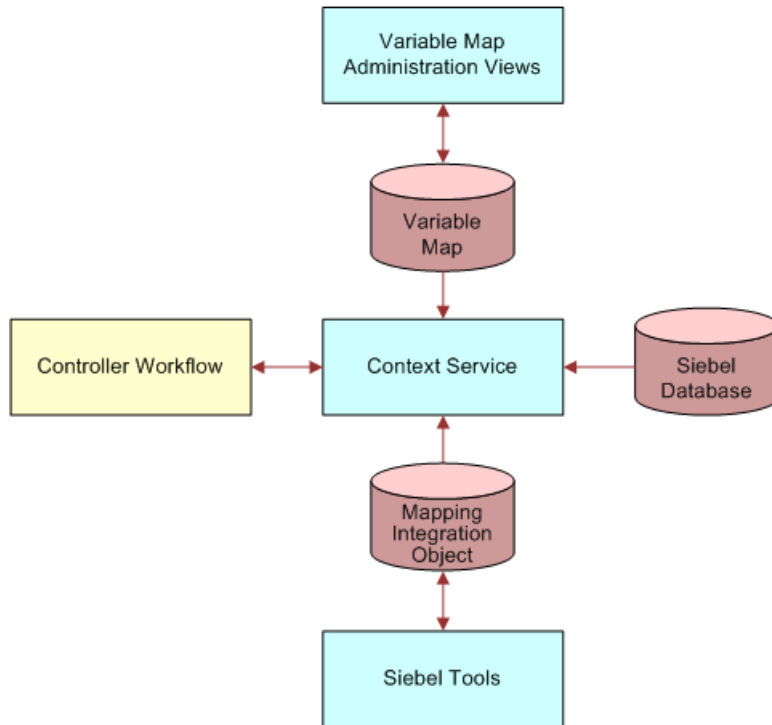 Variable Map
Administration Views
Variable
Map
Controller Workflow
Context Service
Siebel
Database
Mapping
Integration
Object
Siebel Tools